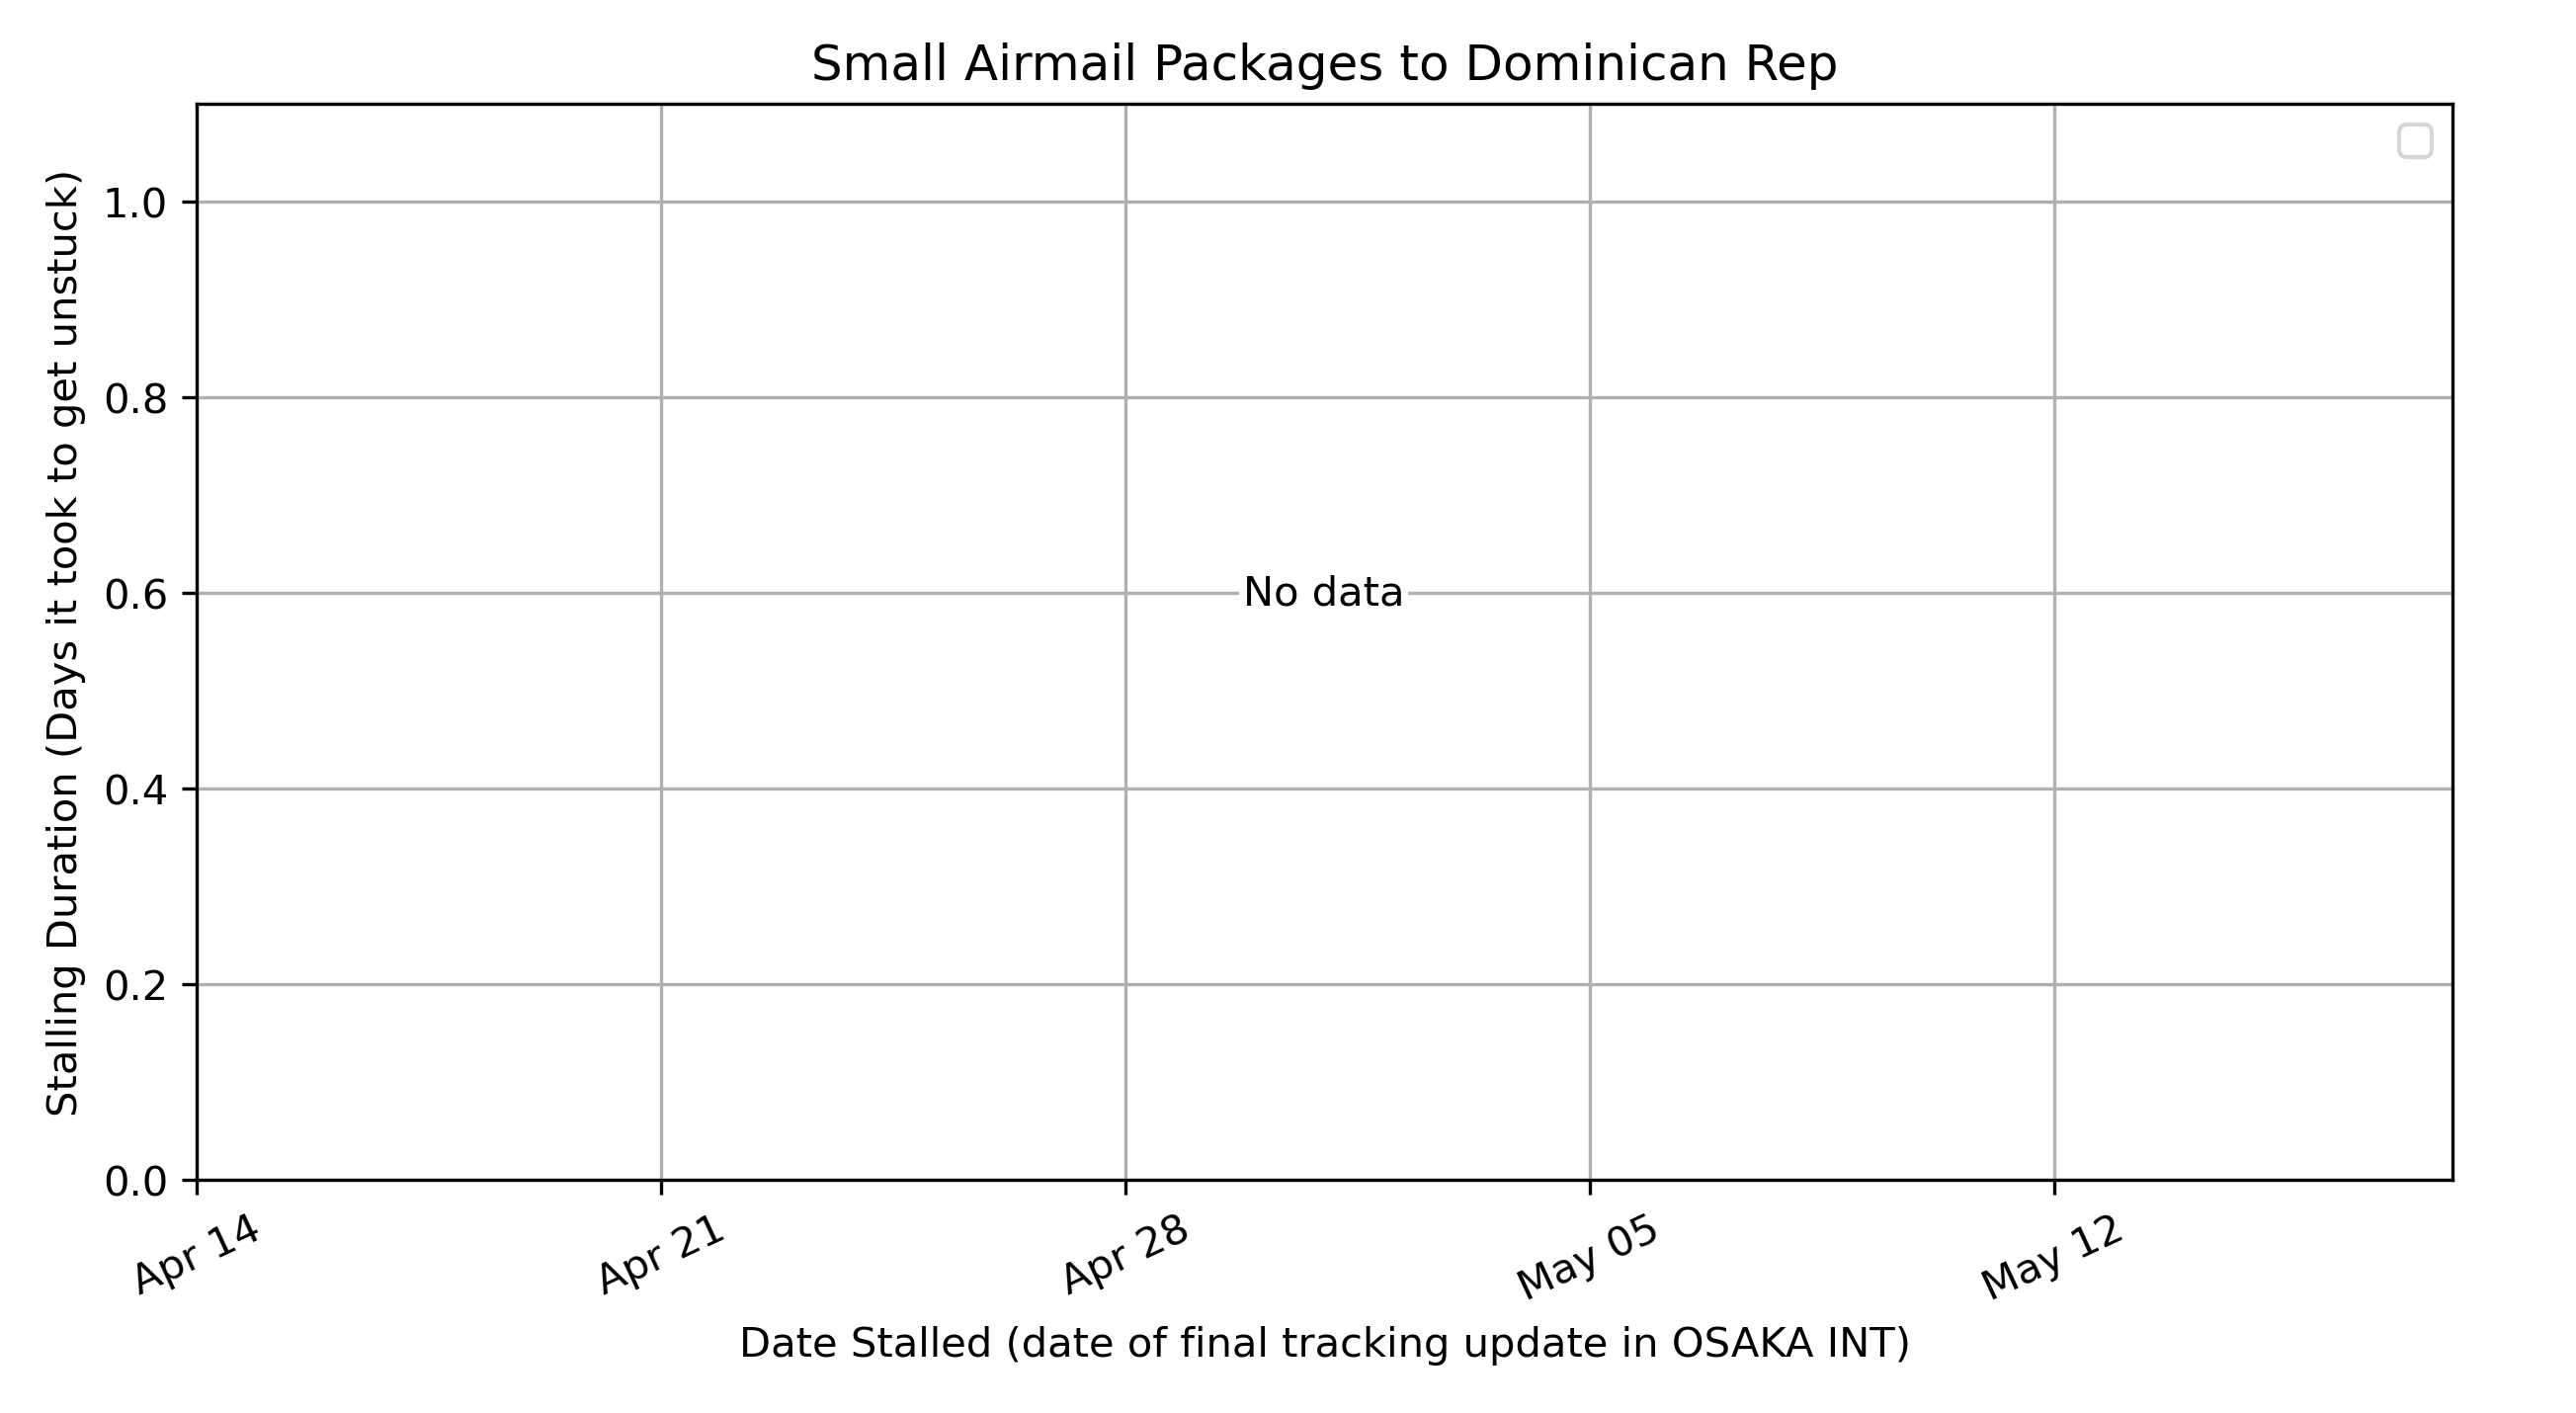 Small Airmail Packages to Dominican Rep
Stalling Duration (Days it took to get unstuck)
1.0
0.8
0.6
0.4
0.2
0.0
No data
Apr 14
Apr 21
Apr 28
May 05
May 12
Date Stalled (date of final tracking update in OSAKA INT)